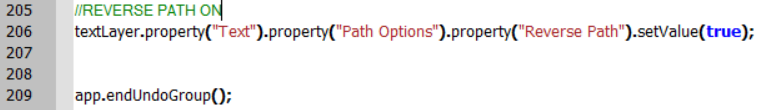 205 //REVERSE PATH ON
206 textLayer.property("Text").property("Path Options").property("Reverse Path").setValue(true);
207
208
209 app.endUndoGroup();